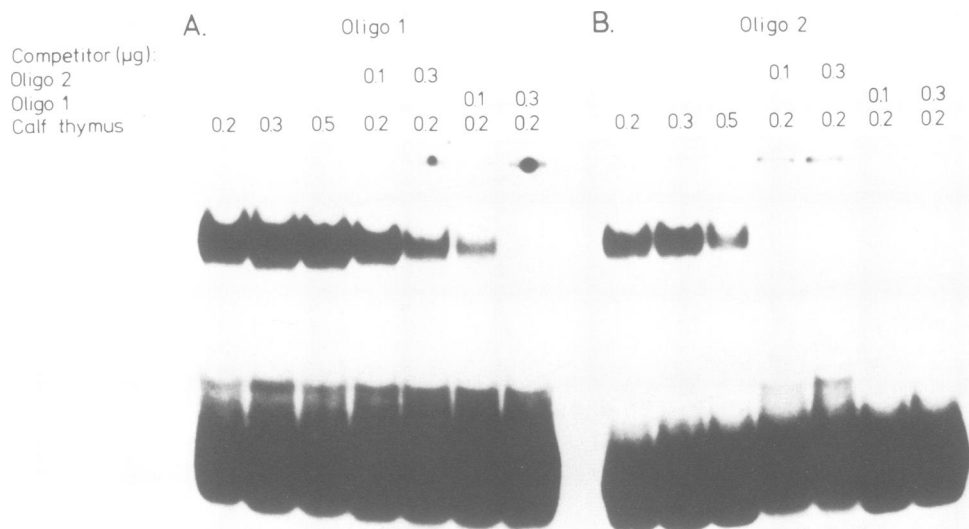 A. Oligo 1 B. Oligo 2
Competitor (μg):
Oligo 2 0.1 0.3 0.1 0.3
Oligo 1 0.1 0.3 0.1 0.3
Calf thymus 0.2 0.3 0.5 0.2 0.2 0.2 0.2 0.2 0.3 0.5 0.2 0.2 0.2 0.2